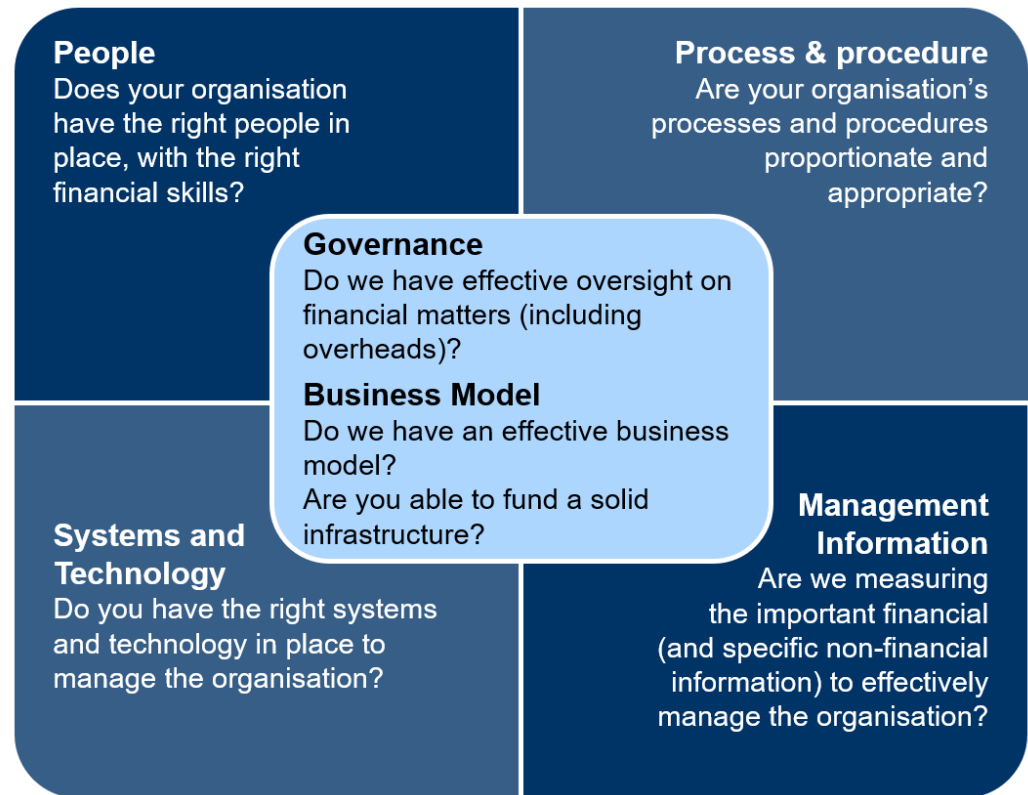 People
Does your organisation
have the right people in
place, with the right
financial skills?
Process & procedure
Are your organisation's
processes and procedures
proportionate and
appropriate?
Governance
Do we have effective oversight on
financial matters (including
overheads)?
Business Model
Do we have an effective business
model?
Are you able to fund a solid
infrastructure?
Systems and
Technology
Do you have the right systems
and technology in place to
manage the organisation?
Management
Information
Are we measuring
the important financial
(and specific non-financial
information) to effectively
manage the organisation?